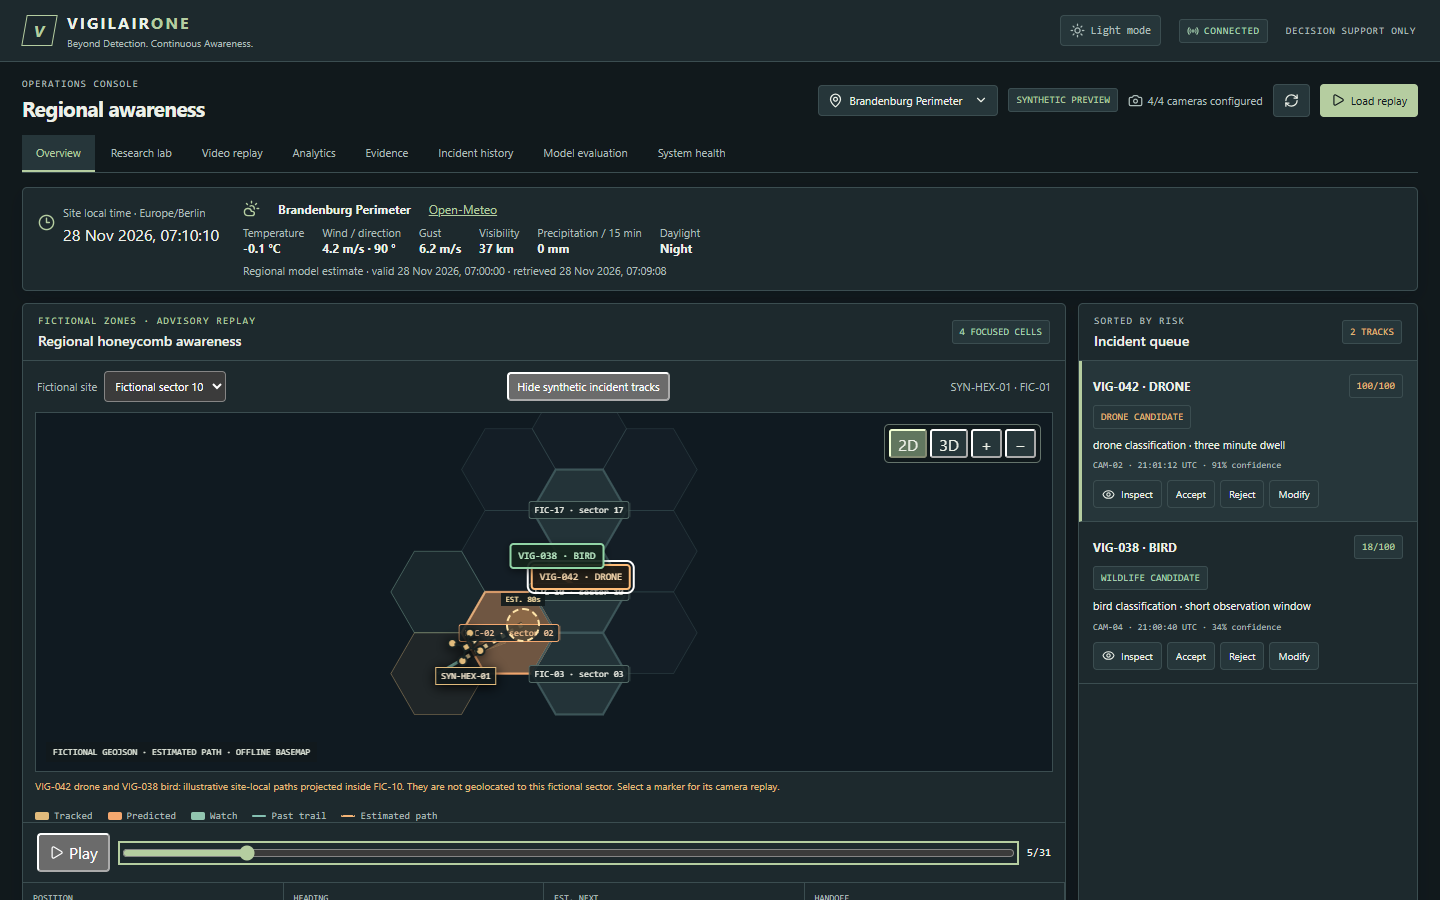 V
VIGILAIRONE
Beyond Detection. Continuous Awareness.
Light mode
CONNECTED
DECISION SUPPORT ONLY
OPERATIONS CONSOLE
Regional awareness
Brandenburg Perimeter
SYNTHETIC PREVIEW
4/4 cameras configured
Load replay
Overview
Research lab
Video replay
Analytics
Evidence
Incident history
Model evaluation
System health
Site local time · Europe/Berlin
28 Nov 2026, 07:10:10
Brandenburg Perimeter
Open-Meteo
Temperature
-0.1 °C
Wind / direction
4.2 m/s · 90 °
Gust
6.2 m/s
Visibility
37 km
Precipitation / 15 min
0 mm
Daylight
Night
Regional model estimate · valid 28 Nov 2026, 07:00:00 · retrieved 28 Nov 2026, 07:09:08
FICTIONAL ZONES · ADVISORY REPLAY
Regional honeycomb awareness
4 FOCUSED CELLS
Fictional site
Fictional sector 10
Hide synthetic incident tracks
SYN-HEX-01 · FIC-01
2D
3D
+
−
FIC-17 · sector 17
VIG-038 · BIRD
VIG-042 · DRONE
EST. 80s
C-02 · sector 02
SYN-HEX-01
FIC-03 · sector 03
FICTIONAL GEOJSON · ESTIMATED PATH · OFFLINE BASEMAP
VIG-042 drone and VIG-038 bird: illustrative site-local paths projected inside FIC-10. They are not geolocated to this fictional sector. Select a marker for its camera replay.
Tracked
Predicted
Watch
Past trail
Estimated path
Play
5/31
POSITION
HEADING
EST. NEXT
HANDOFF
SORTED BY RISK
Incident queue
2 TRACKS
VIG-042 · DRONE
100/100
DRONE CANDIDATE
drone classification · three minute dwell
CAM-02 · 21:01:12 UTC · 91% confidence
Inspect
Accept
Reject
Modify
VIG-038 · BIRD
18/100
WILDLIFE CANDIDATE
bird classification · short observation window
CAM-04 · 21:00:40 UTC · 34% confidence
Inspect
Accept
Reject
Modify